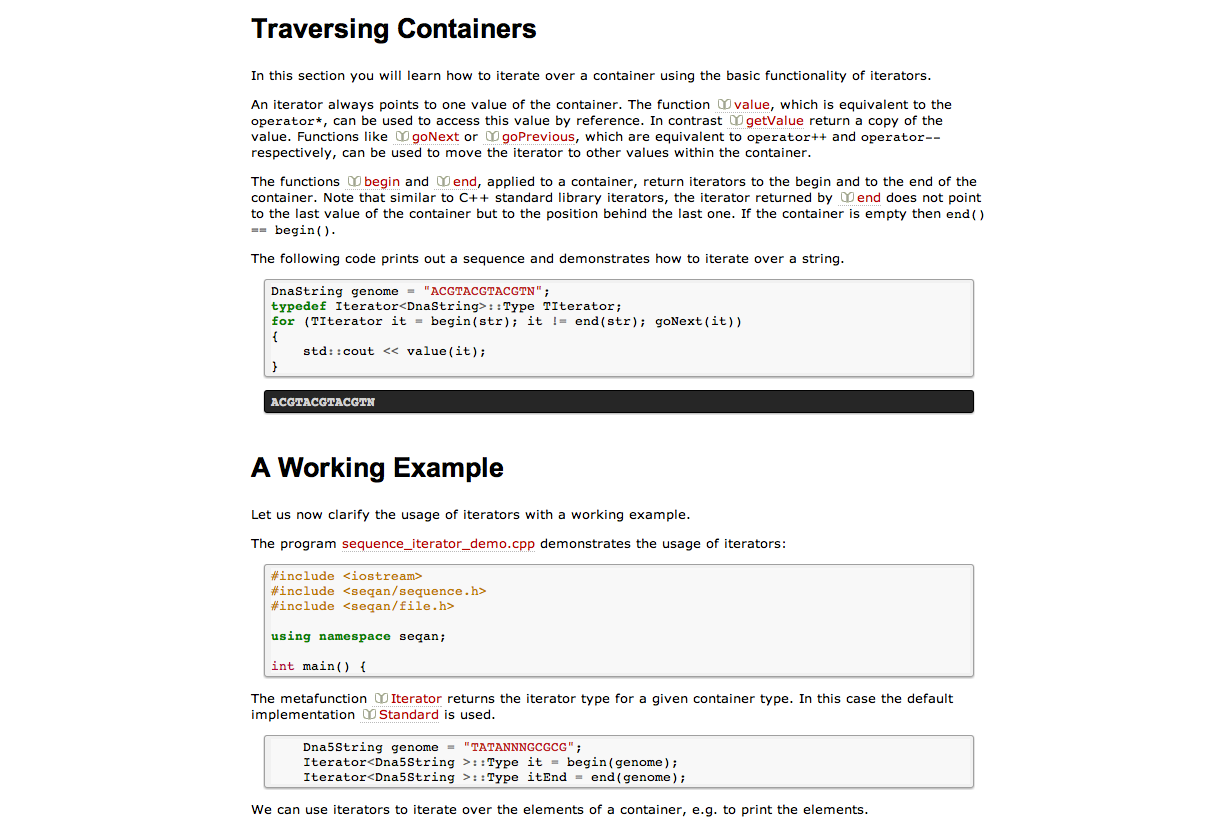 Traversing Containers
In this section you will learn how to iterate over a container using the basic functionality of iterators.
An iterator always points to one value of the container. The function value, which is equivalent to the
operator*, can be used to access this value by reference. In contrast getValue return a copy of the
value. Functions like goNext or goPrevious, which are equivalent to operator++ and operator--
respectively, can be used to move the iterator to other values within the container.
The functions begin and end, applied to a container, return iterators to the begin and to the end of the
container. Note that similar to C++ standard library iterators, the iterator returned by end does not point
to the last value of the container but to the position behind the last one. If the container is empty then end()
== begin().
The following code prints out a sequence and demonstrates how to iterate over a string.
DnaString genome = "ACGTACGTACGTN";
typedef Iterator<DnaString>::Type TIterator;
for (TIterator it = begin(str); it != end(str); goNext(it))
{
    std::cout << value(it);
}
ACGTACGTACGTN
A Working Example
Let us now clarify the usage of iterators with a working example.
The program sequence_iterator_demo.cpp demonstrates the usage of iterators:
#include <iostream>
#include <seqan/sequence.h>
#include <seqan/file.h>
using namespace seqan;
int main() {
The metafunction Iterator returns the iterator type for a given container type. In this case the default
implementation Standard is used.
    Dna5String genome = "TATANNNGCGCG";
    Iterator<Dna5String >::Type it = begin(genome);
    Iterator<Dna5String >::Type itEnd = end(genome);
We can use iterators to iterate over the elements of a container, e.g. to print the elements.